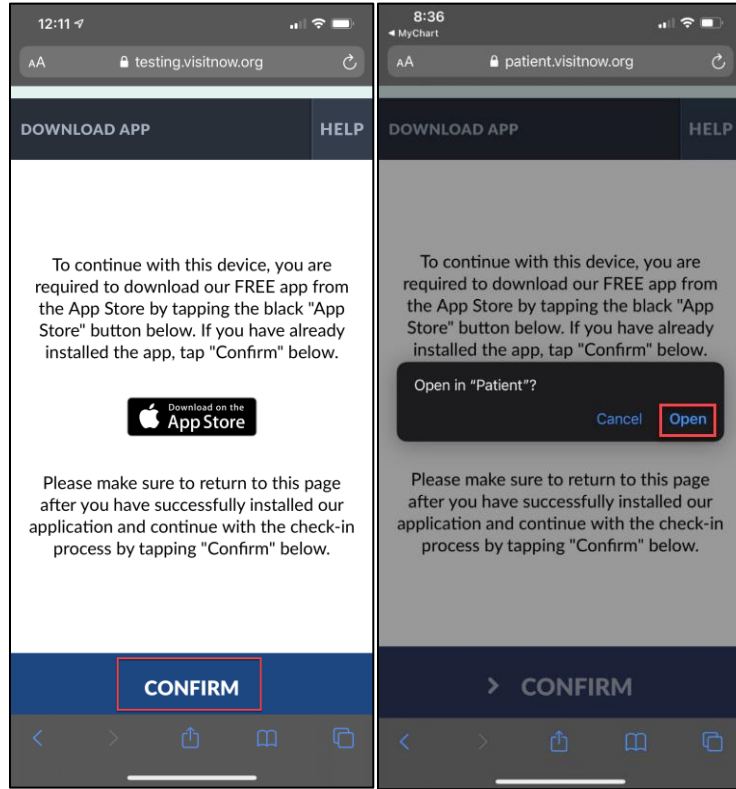 12:11
AA testing.visitnow.org
DOWNLOAD APP HELP
To continue with this device, you are
required to download our FREE app from
the App Store by tapping the black "App
Store" button below. If you have already
installed the app, tap "Confirm" below.
Download on the
App Store
Please make sure to return to this page
after you have successfully installed our
application and continue with the check-in
process by tapping "Confirm" below.
CONFIRM
8:36
MyChart
AA patient.visitnow.org
DOWNLOAD APP HELP
To continue with this device, you are
required to download our FREE app from
the App Store by tapping the black "App
Store" button below. If you have already
installed the app, tap "Confirm" below.
Open in "Patient"?
Cancel Open
Please make sure to return to this page
after you have successfully installed our
application and continue with the check-in
process by tapping "Confirm" below.
CONFIRM